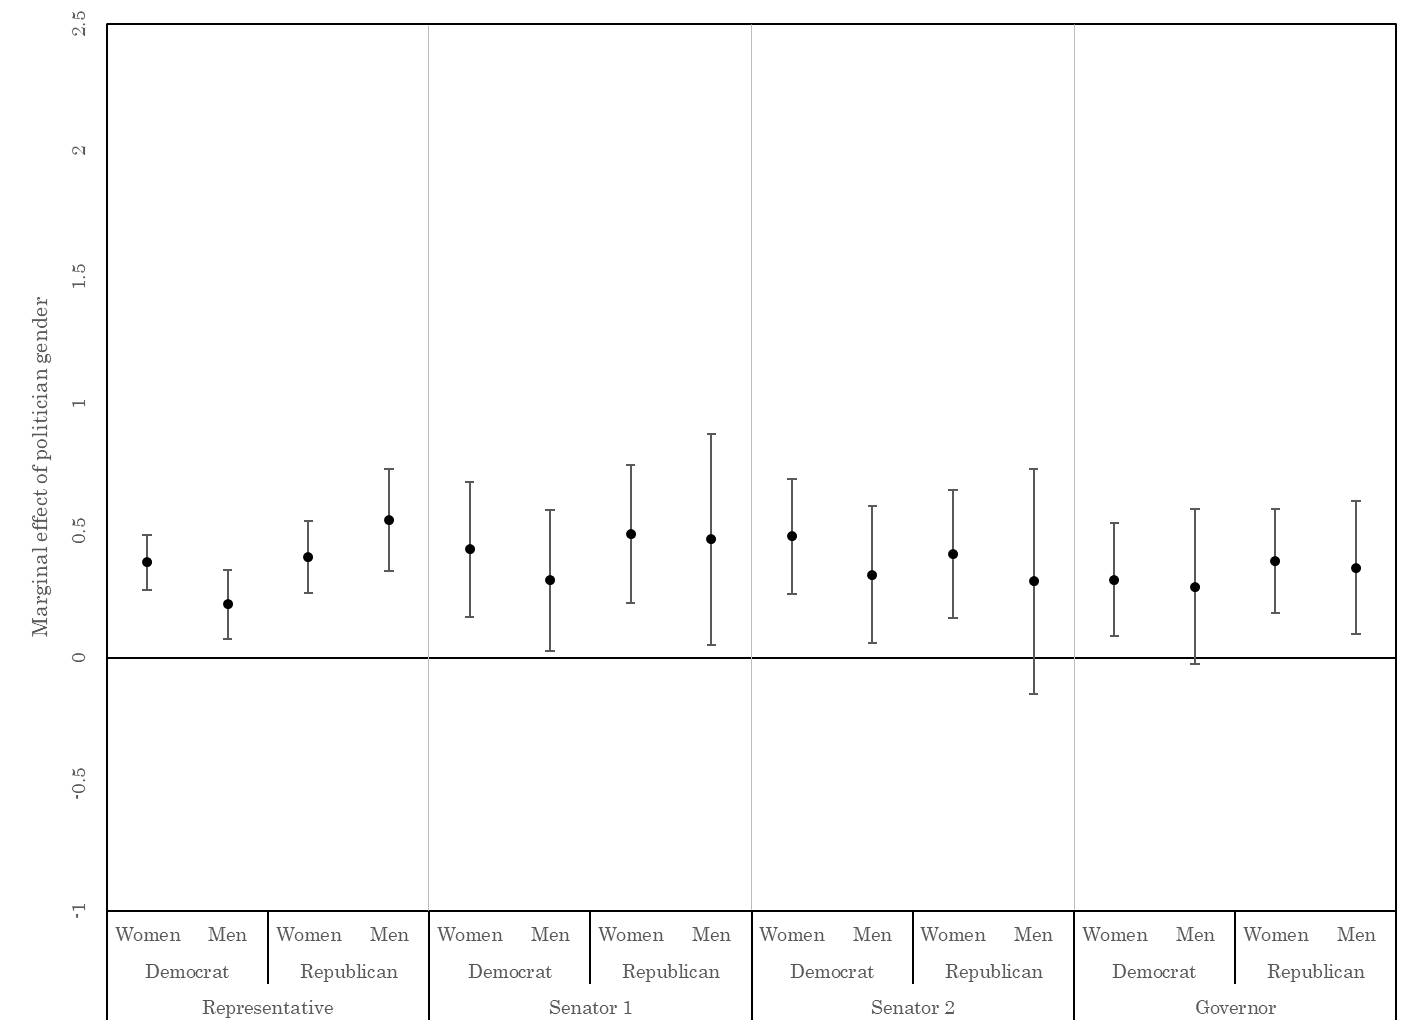 Marginal effect of politician gender
2.5
2
1.5
1
0.5
0
-0.5
-1
Women Men Women Men Women Men Women Men Women Men Women Men Women Men Women Men
Democrat Republican Democrat Republican Democrat Republican Democrat Republican
Representative Senator 1 Senator 2 Governor